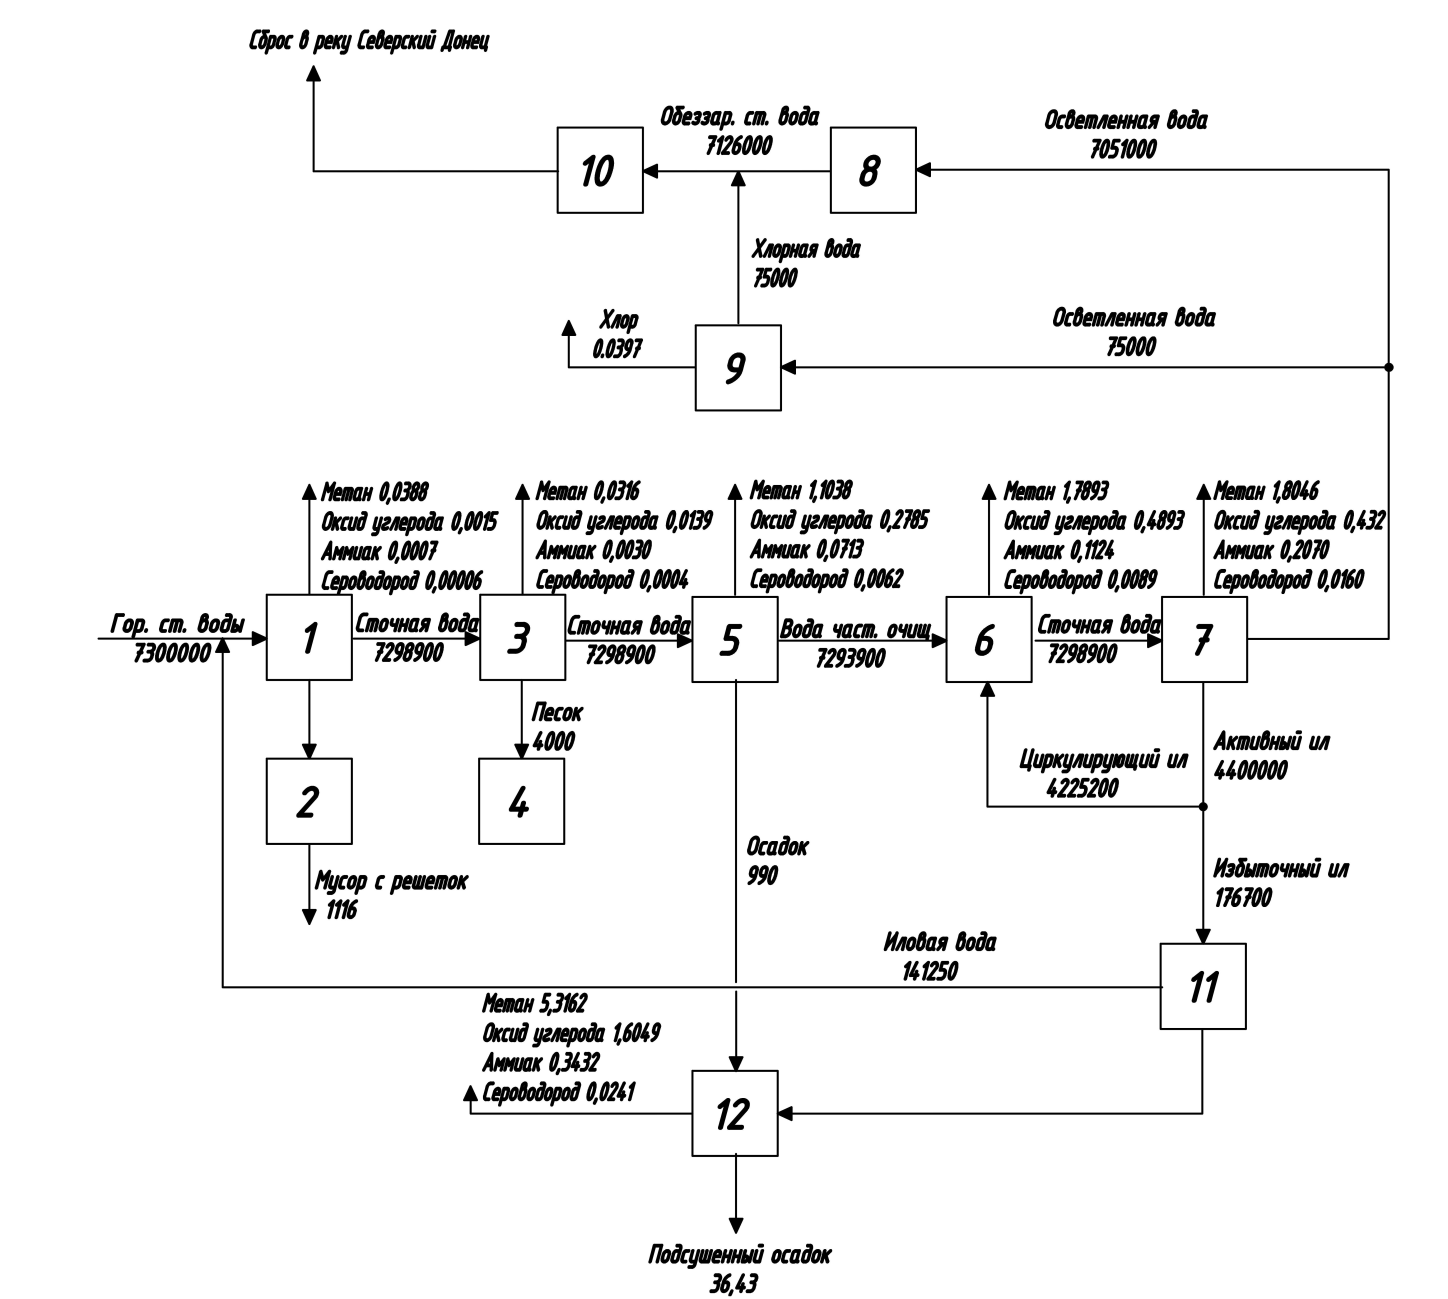 Сброс в реку Северский Донец
Обеззар. ст. вода
7126000
Осветленная вода
7051000
10
8
Хлорная вода
75000
Хлор
0.0397
Осветленная вода
75000
9
Метан 0,0388
Оксид углерода 0,0015
Аммиак 0,0007
Сероводород 0,00006
Метан 0,0316
Оксид углерода 0,0139
Аммиак 0,0030
Сероводород 0,0004
Метан 1,1038
Оксид углерода 0,2785
Аммиак 0,0713
Сероводород 0,0062
Метан 1,7893
Оксид углерода 0,4893
Аммиак 0,1124
Сероводород 0,0089
Метан 1,8046
Оксид углерода 0,432
Аммиак 0,2070
Сероводород 0,0160
Гор. ст. воды
7300000
1
Сточная вода
7298900
3
Сточная вода
7298900
5
Вода част. очищ
7293900
6
Сточная вода
7298900
7
Песок
4000
2
4
Циркулирующий ил
4225200
Активный ил
4400000
Мусор с решеток
1116
Осадок
990
Избыточный ил
176700
Иловая вода
141250
11
Метан 5,3162
Оксид углерода 1,6049
Аммиак 0,3432
Сероводород 0,0241
12
Подсушенный осадок
36,43